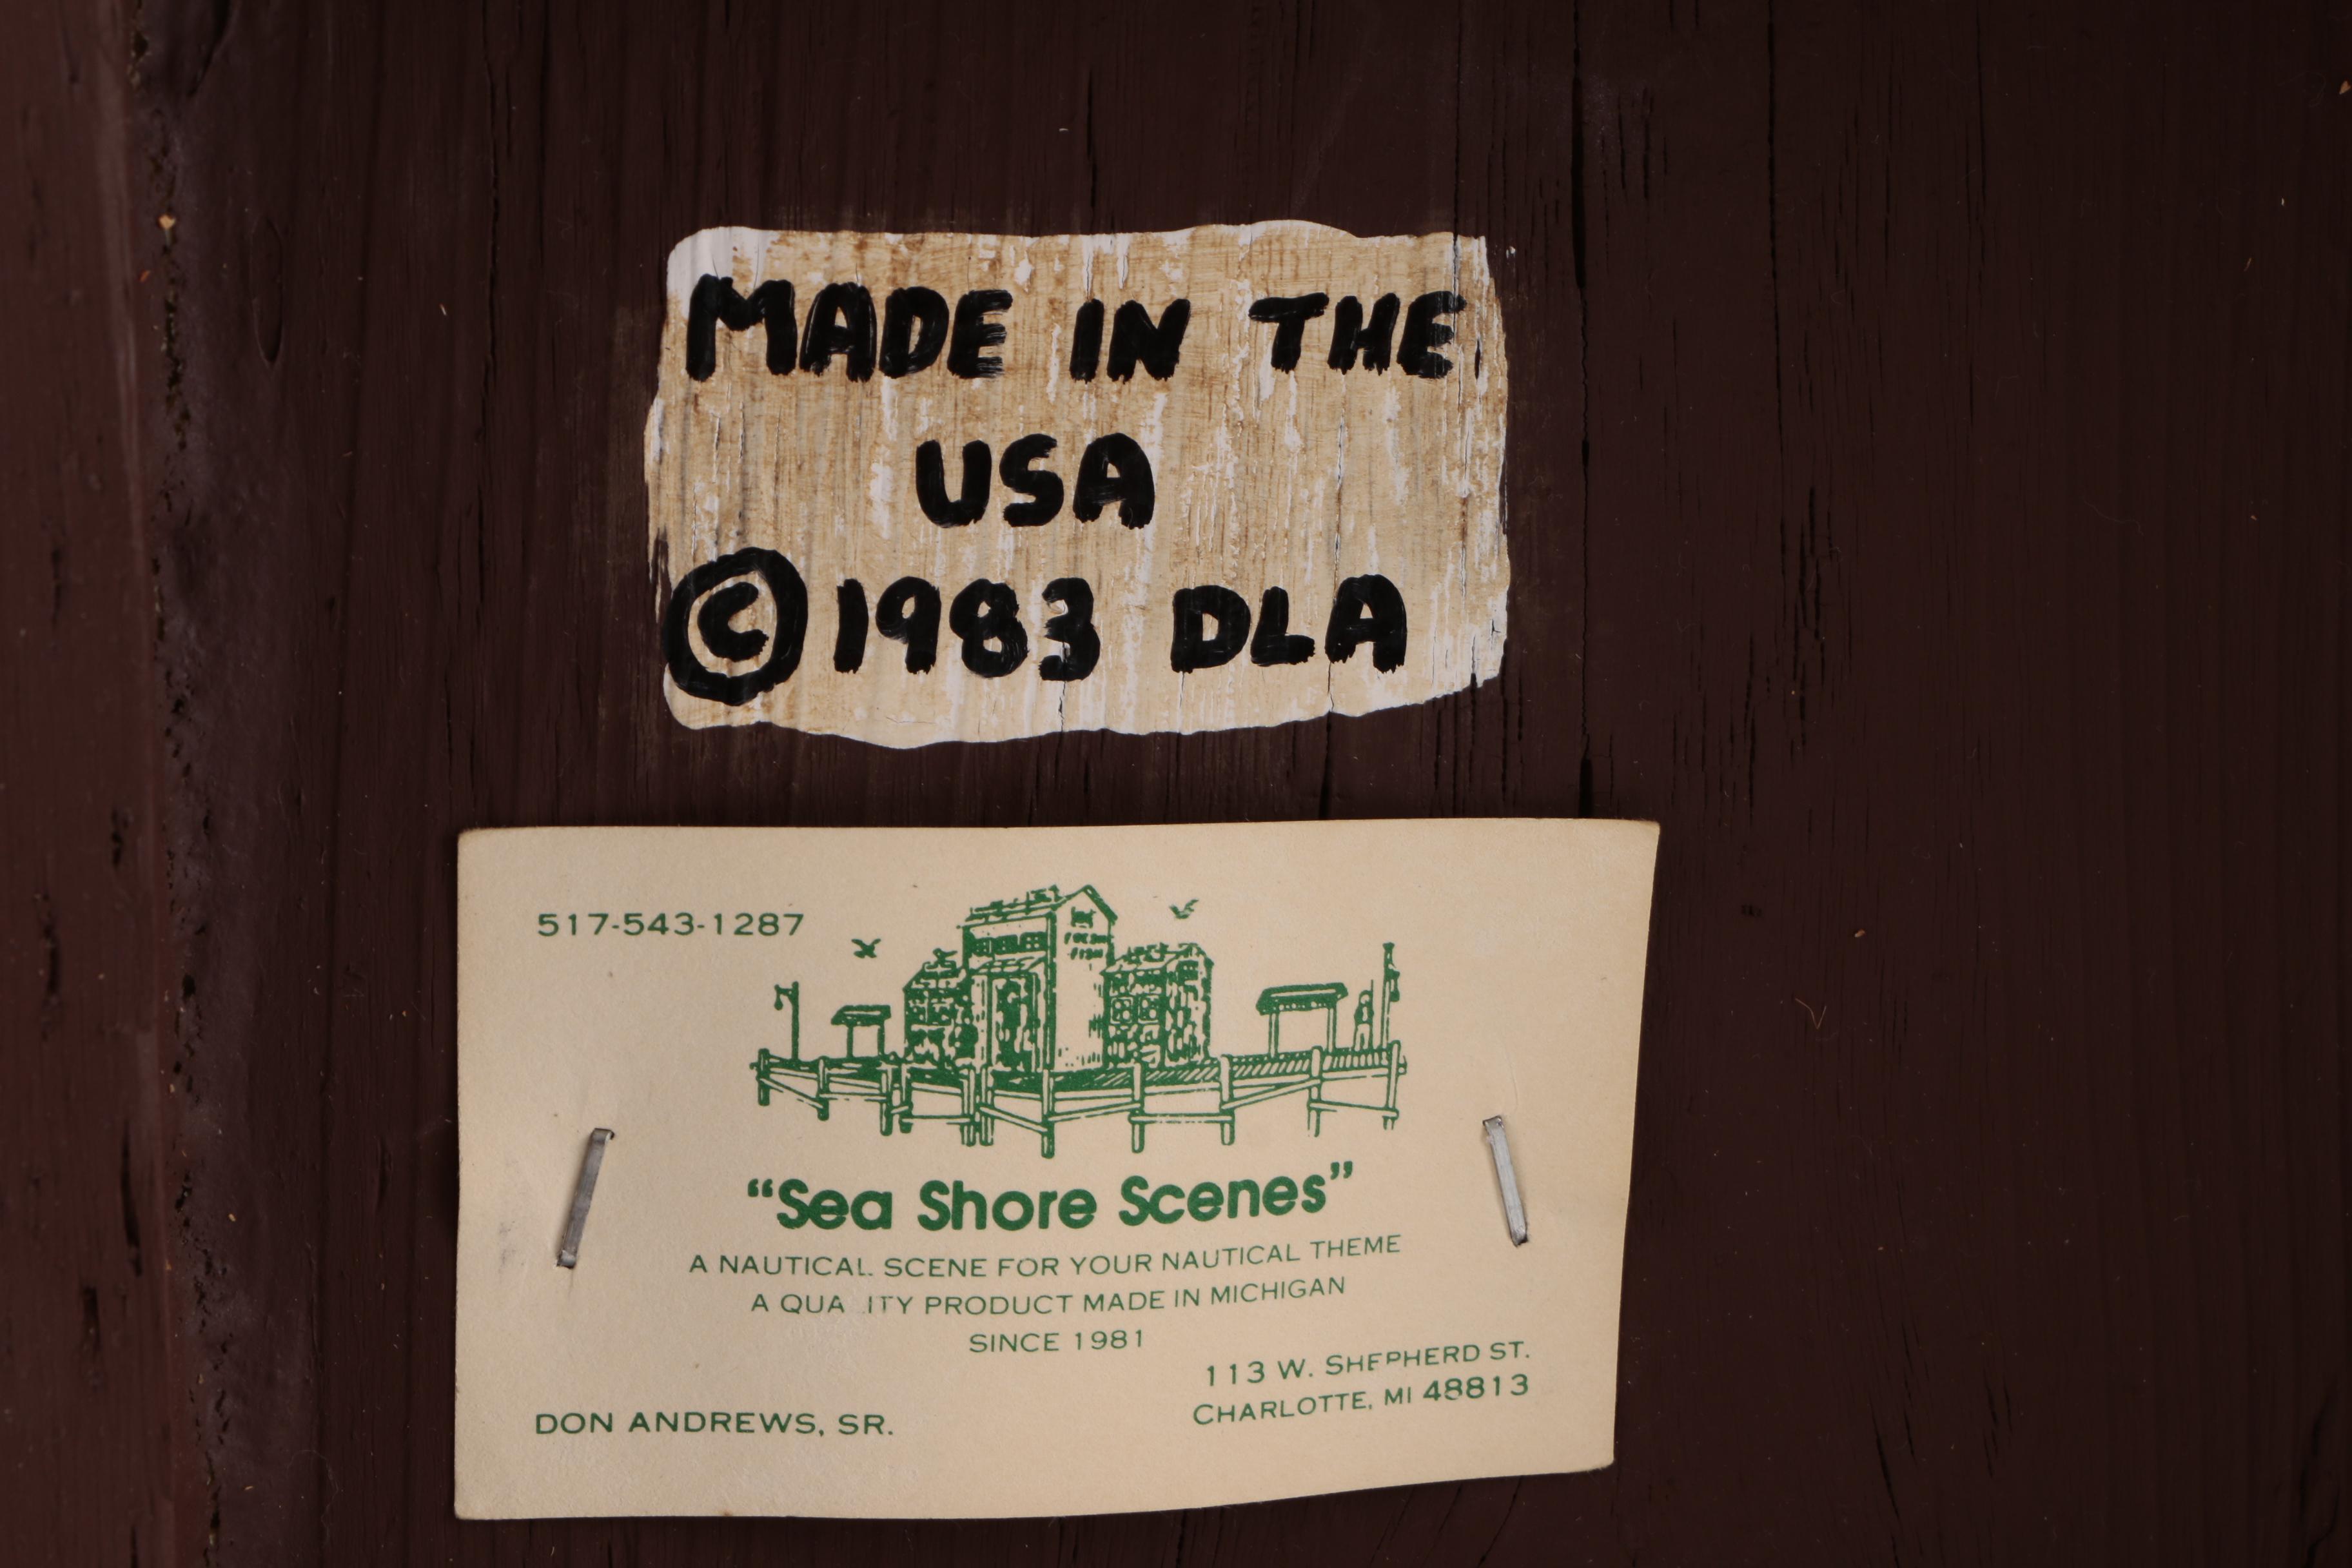 MADE IN THE
USA
©1983 DLA
517-543-1287
"Sea Shore Scenes"
A NAUTICAL SCENE FOR YOUR NAUTICAL THEME
A QUA ITY PRODUCT MADE IN MICHIGAN
SINCE 1981
113 W. SHEPHERD ST.
CHARLOTTE, MI 48813
DON ANDREWS, SR.